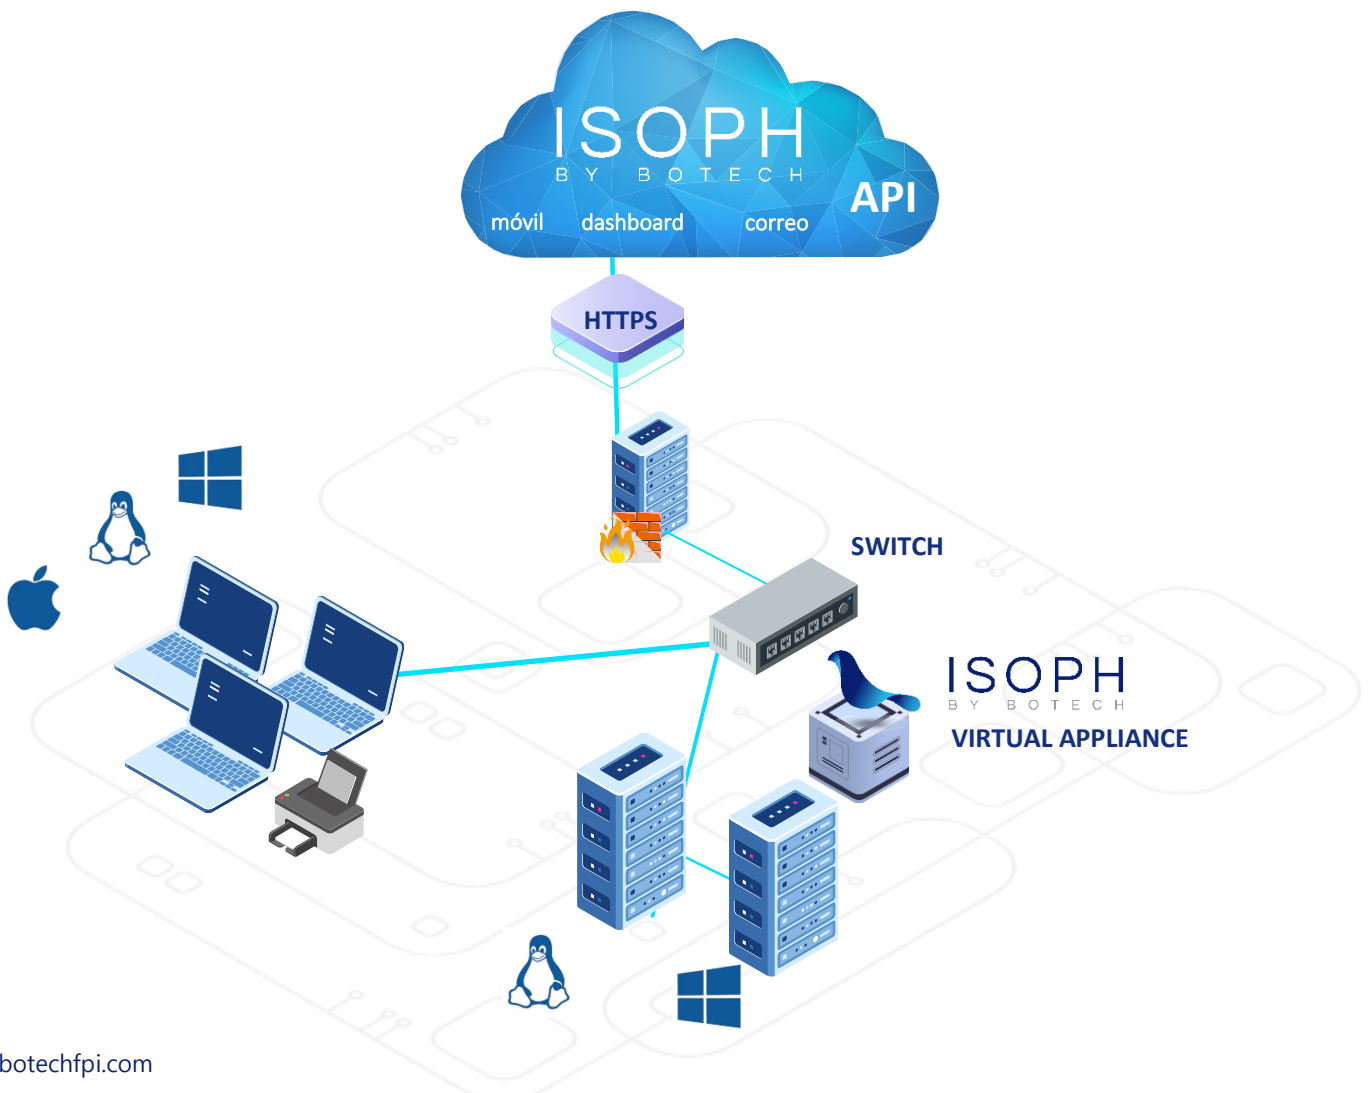 ISOPH
BY BOTECH
API
móvil dashboard correo
HTTPS
SWITCH
ISOPH
BY BOTECH
VIRTUAL APPLIANCE
botechfpi.com